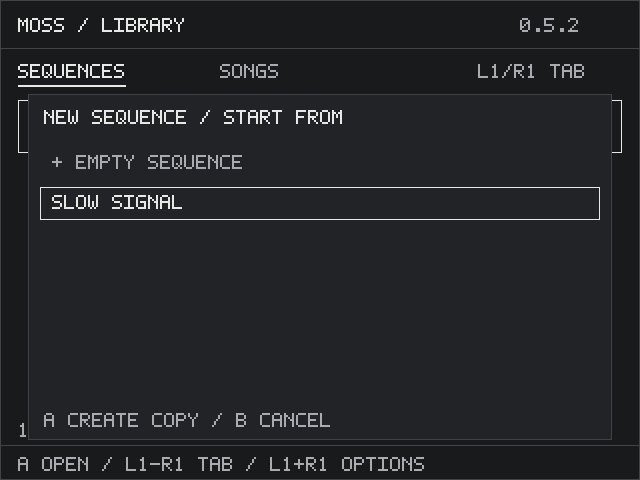 MOSS / LIBRARY 0.5.2
SEQUENCES SONGS L1/R1 TAB
NEW SEQUENCE / START FROM
+ EMPTY SEQUENCE
SLOW SIGNAL
1
A CREATE COPY / B CANCEL
A OPEN / L1-R1 TAB / L1+R1 OPTIONS